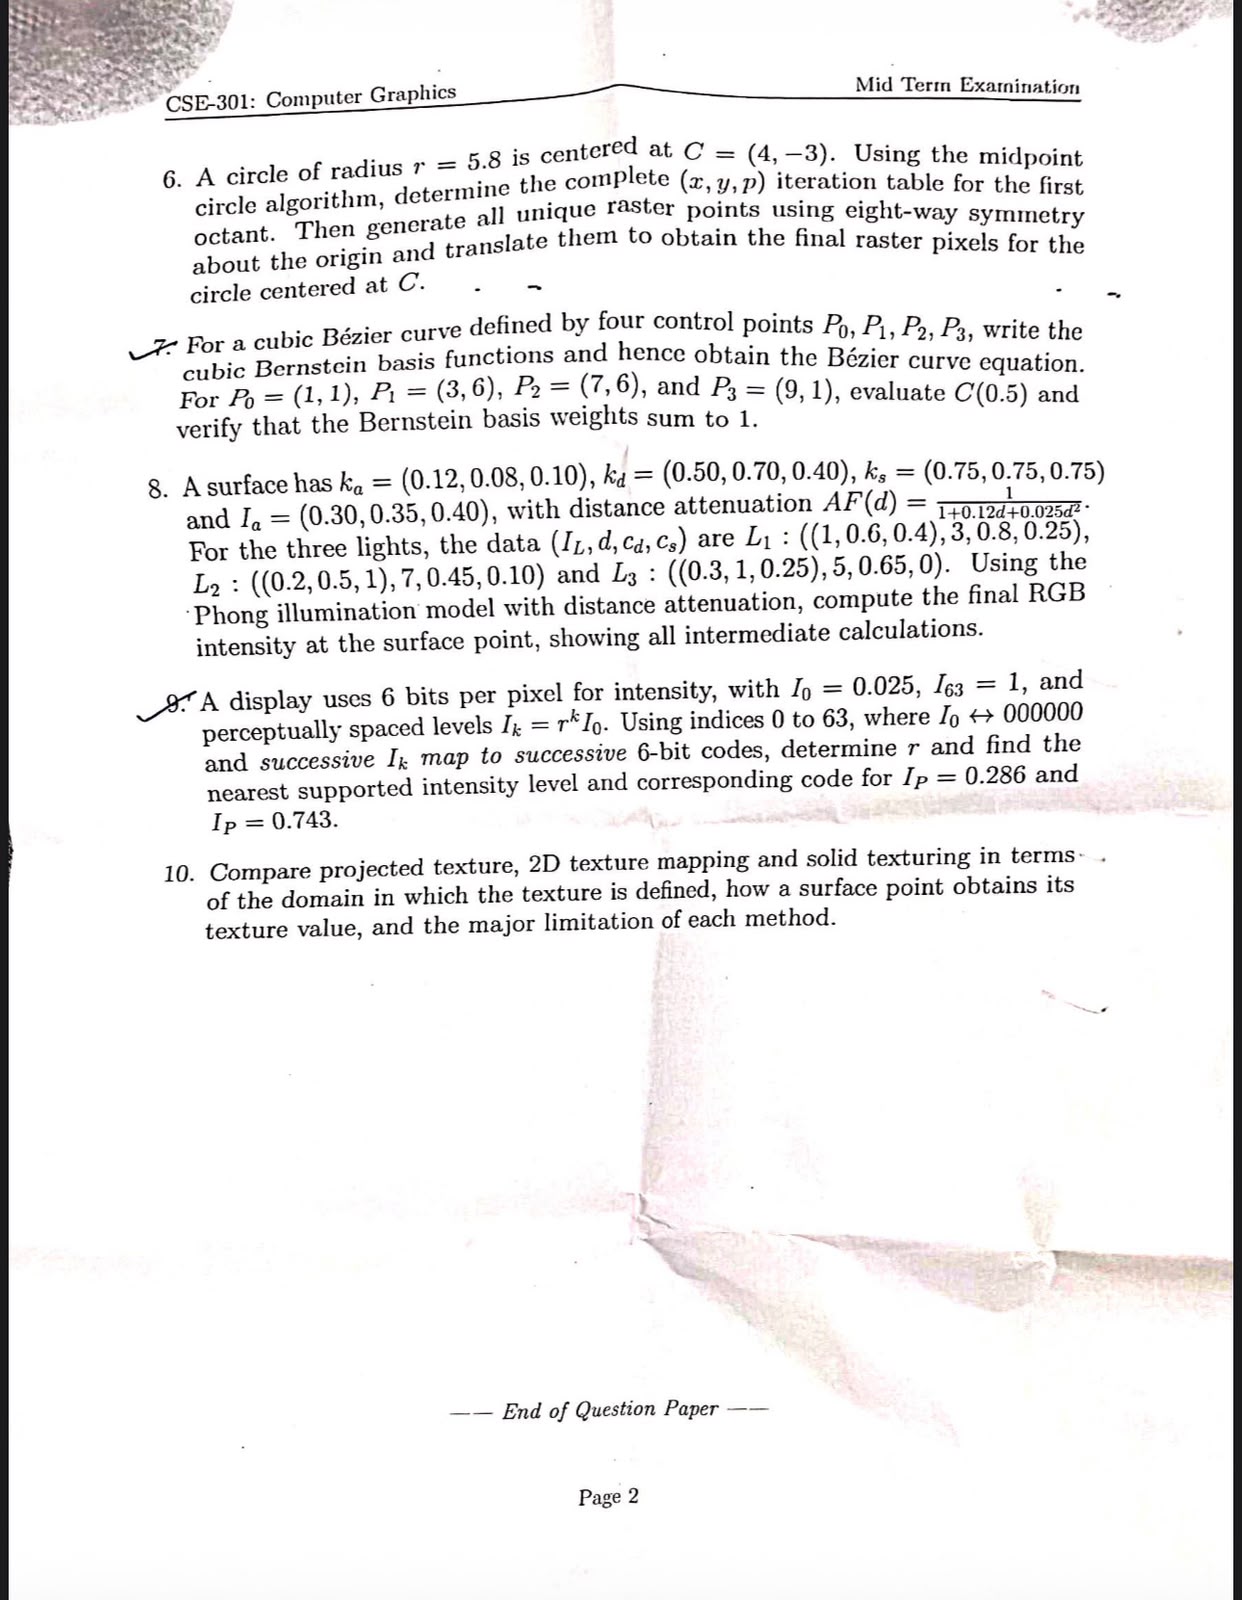 CSE-301: Computer Graphics Mid Term Examination
6. A circle of radius r = 5.8 is centered at C = (4, −3). Using the midpoint
circle algorithm, determine the complete (x, y, p) iteration table for the first
octant. Then generate all unique raster points using eight-way symmetry
about the origin and translate them to obtain the final raster pixels for the
circle centered at C.
7. For a cubic Bézier curve defined by four control points P₀, P₁, P₂, P₃, write the
cubic Bernstein basis functions and hence obtain the Bézier curve equation.
For P₀ = (1, 1), P₁ = (3, 6), P₂ = (7, 6), and P₃ = (9, 1), evaluate C(0.5) and
verify that the Bernstein basis weights sum to 1.
8. A surface has kₐ = (0.12, 0.08, 0.10), k_d = (0.50, 0.70, 0.40), kₛ = (0.75, 0.75, 0.75)
and Iₐ = (0.30, 0.35, 0.40), with distance attenuation AF(d) = 1/(1+0.12d+0.025d²).
For the three lights, the data (I_L, d, c_d, cₛ) are L₁ : ((1, 0.6, 0.4), 3, 0.8, 0.25),
L₂ : ((0.2, 0.5, 1), 7, 0.45, 0.10) and L₃ : ((0.3, 1, 0.25), 5, 0.65, 0). Using the
Phong illumination model with distance attenuation, compute the final RGB
intensity at the surface point, showing all intermediate calculations.
9. A display uses 6 bits per pixel for intensity, with I₀ = 0.025, I₆₃ = 1, and
perceptually spaced levels Iₖ = rᵏI₀. Using indices 0 to 63, where I₀ ↔ 000000
and successive Iₖ map to successive 6-bit codes, determine r and find the
nearest supported intensity level and corresponding code for I_P = 0.286 and
I_P = 0.743.
10. Compare projected texture, 2D texture mapping and solid texturing in terms
of the domain in which the texture is defined, how a surface point obtains its
texture value, and the major limitation of each method.
—— End of Question Paper ——
Page 2